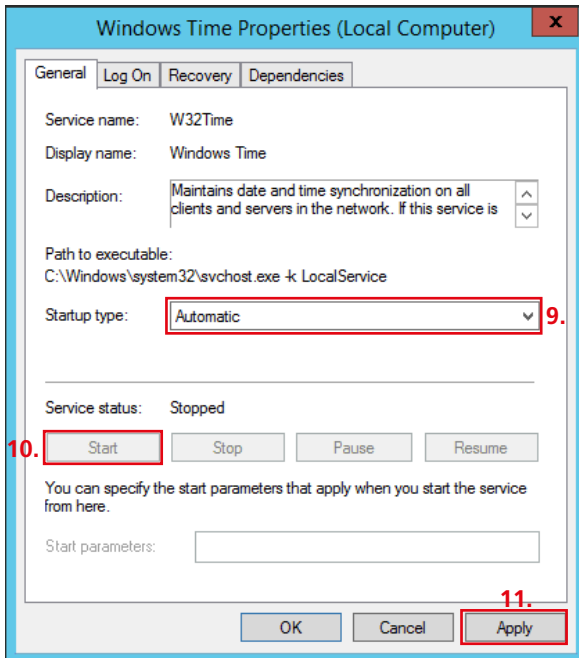 Windows Time Properties (Local Computer)
x
General Log On Recovery Dependencies
Service name: W32Time
Display name: Windows Time
Description: Maintains date and time synchronization on all
clients and servers in the network. If this service is
Path to executable:
C:\Windows\system32\svchost.exe -k LocalService
Startup type: Automatic 9.
Service status: Stopped
10. Start Stop Pause Resume
You can specify the start parameters that apply when you start the service
from here.
Start parameters:
11.
OK Cancel Apply